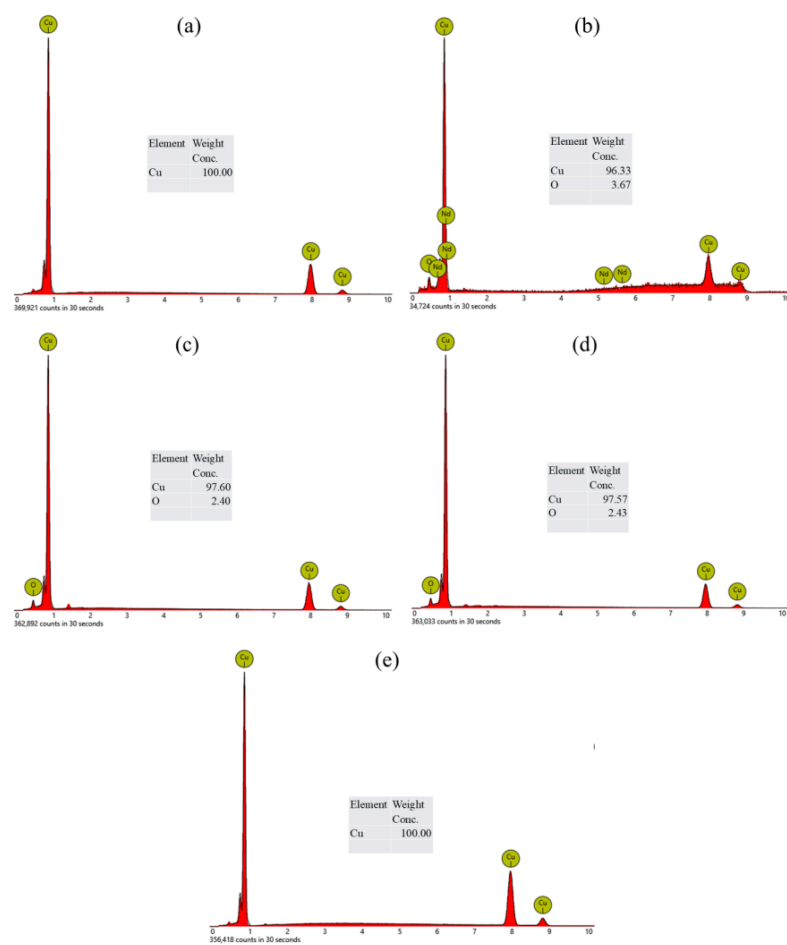 (a)
Cu
Element Weight
Conc.
Cu 100.00
Cu
Cu
0 1 2 3 4 5 6 7 8 9 10
369,921 counts in 30 seconds
(b)
Cu
Element Weight
Conc.
Cu 96.33
O 3.67
Nd
Nd
O
Nd
Nd
Nd
Cu
Cu
0 1 2 3 4 5 6 7 8 9 10
34,724 counts in 30 seconds
(c)
Cu
Element Weight
Conc.
Cu 97.60
O 2.40
O
Cu
Cu
0 1 2 3 4 5 6 7 8 9 10
362,892 counts in 30 seconds
(d)
Cu
Element Weight
Conc.
Cu 97.57
O 2.43
O
Cu
Cu
0 1 2 3 4 5 6 7 8 9 10
363,033 counts in 30 seconds
(e)
Cu
Element Weight
Conc.
Cu 100.00
Cu
Cu
0 1 2 3 4 5 6 7 8 9 10
356,418 counts in 30 seconds